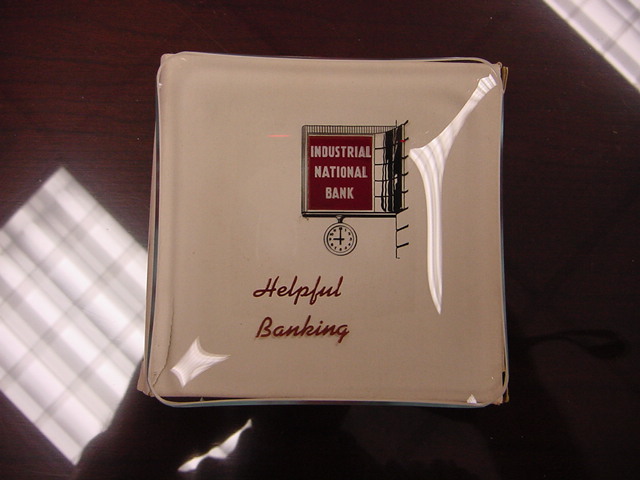 INDUSTRIAL
NATIONAL
BANK
Helpful
Banking